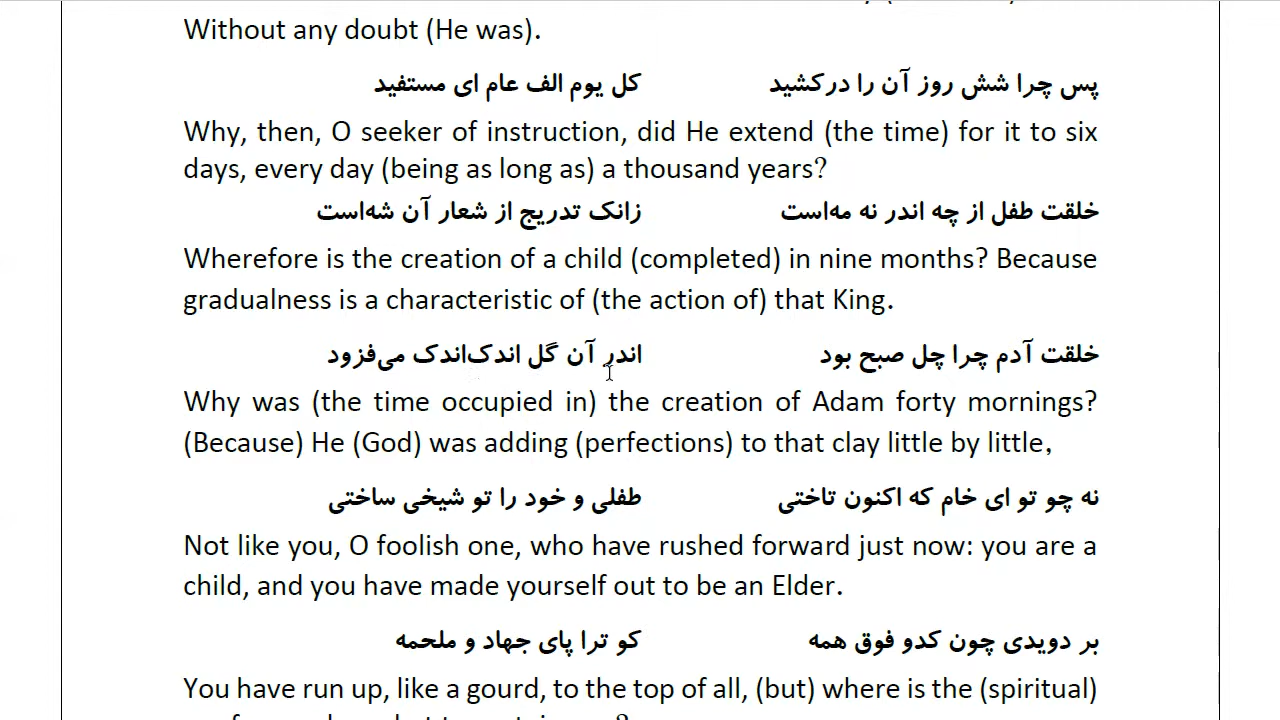 Without any doubt (He was).
پس چرا شش روز آن را درکشید کل یوم الف عام ای مستفید
Why, then, O seeker of instruction, did He extend (the time) for it to six
days, every day (being as long as) a thousand years?
خلقت طفل از چه اندر نه مه‌است زانک تدریج از شعار آن شه‌است
Wherefore is the creation of a child (completed) in nine months? Because
gradualness is a characteristic of (the action of) that King.
خلقت آدم چرا چل صبح بود اندر آن گل اندک‌اندک می‌فزود
Why was (the time occupied in) the creation of Adam forty mornings?
(Because) He (God) was adding (perfections) to that clay little by little,
نه چو تو ای خام که اکنون تاختی طفلی و خود را تو شیخی ساختی
Not like you, O foolish one, who have rushed forward just now: you are a
child, and you have made yourself out to be an Elder.
بر دویدی چون کدو فوق همه کو ترا پای جهاد و ملحمه
You have run up, like a gourd, to the top of all, (but) where is the (spiritual)